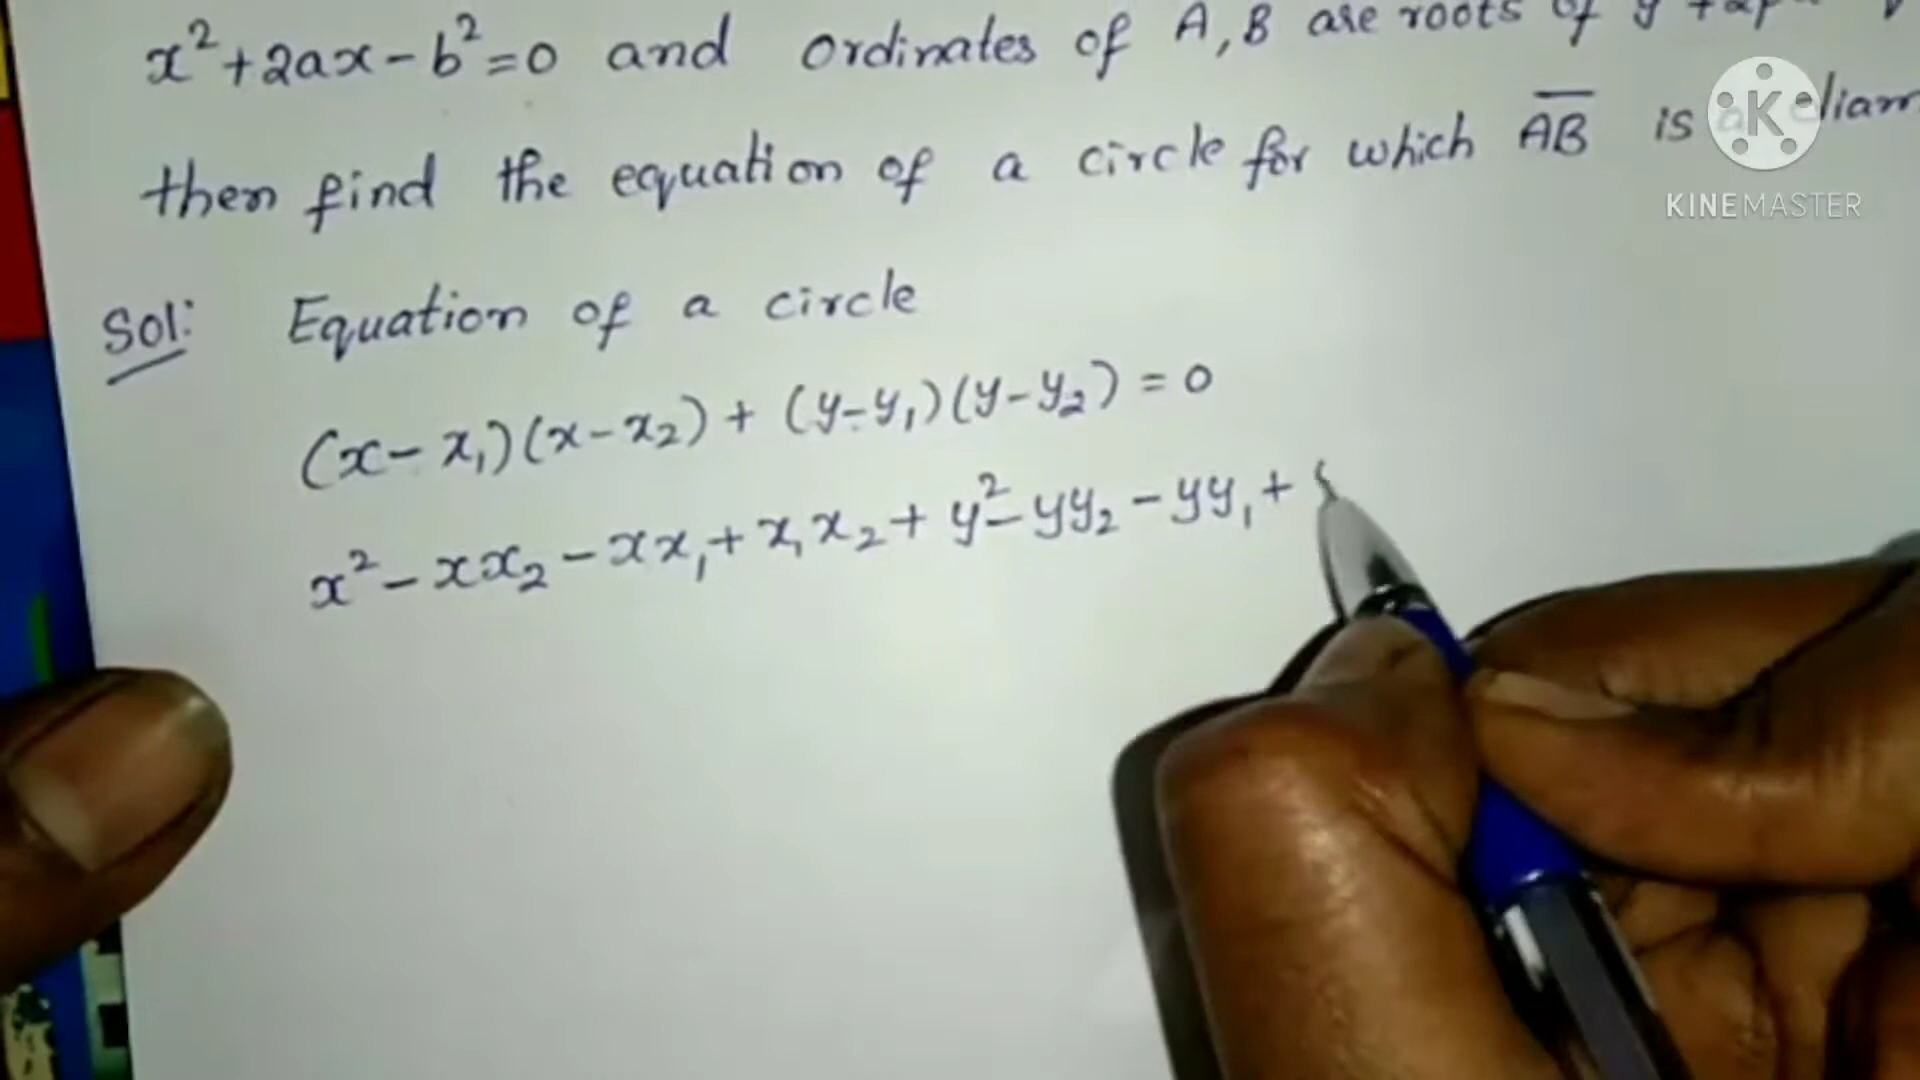 x²+2ax-b²=0 and ordinates of A,B are roots of y
then find the equation of a circle for which AB is a diam
KINEMASTER
Sol: Equation of a circle
(x-x₁)(x-x₂)+(y-y₁)(y-y₂)=0
x²-xx₂-xx₁+x₁x₂+y²-yy₂-yy₁+